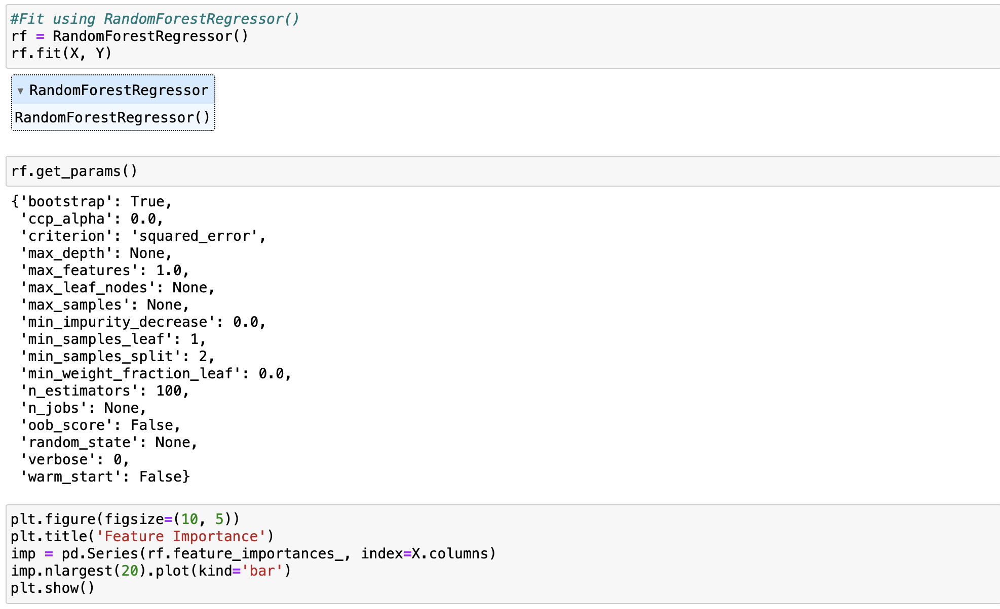 #Fit using RandomForestRegressor()
rf = RandomForestRegressor()
rf.fit(X, Y)
▾ RandomForestRegressor
RandomForestRegressor()
rf.get_params()
{'bootstrap': True,
 'ccp_alpha': 0.0,
 'criterion': 'squared_error',
 'max_depth': None,
 'max_features': 1.0,
 'max_leaf_nodes': None,
 'max_samples': None,
 'min_impurity_decrease': 0.0,
 'min_samples_leaf': 1,
 'min_samples_split': 2,
 'min_weight_fraction_leaf': 0.0,
 'n_estimators': 100,
 'n_jobs': None,
 'oob_score': False,
 'random_state': None,
 'verbose': 0,
 'warm_start': False}
plt.figure(figsize=(10, 5))
plt.title('Feature Importance')
imp = pd.Series(rf.feature_importances_, index=X.columns)
imp.nlargest(20).plot(kind='bar')
plt.show()